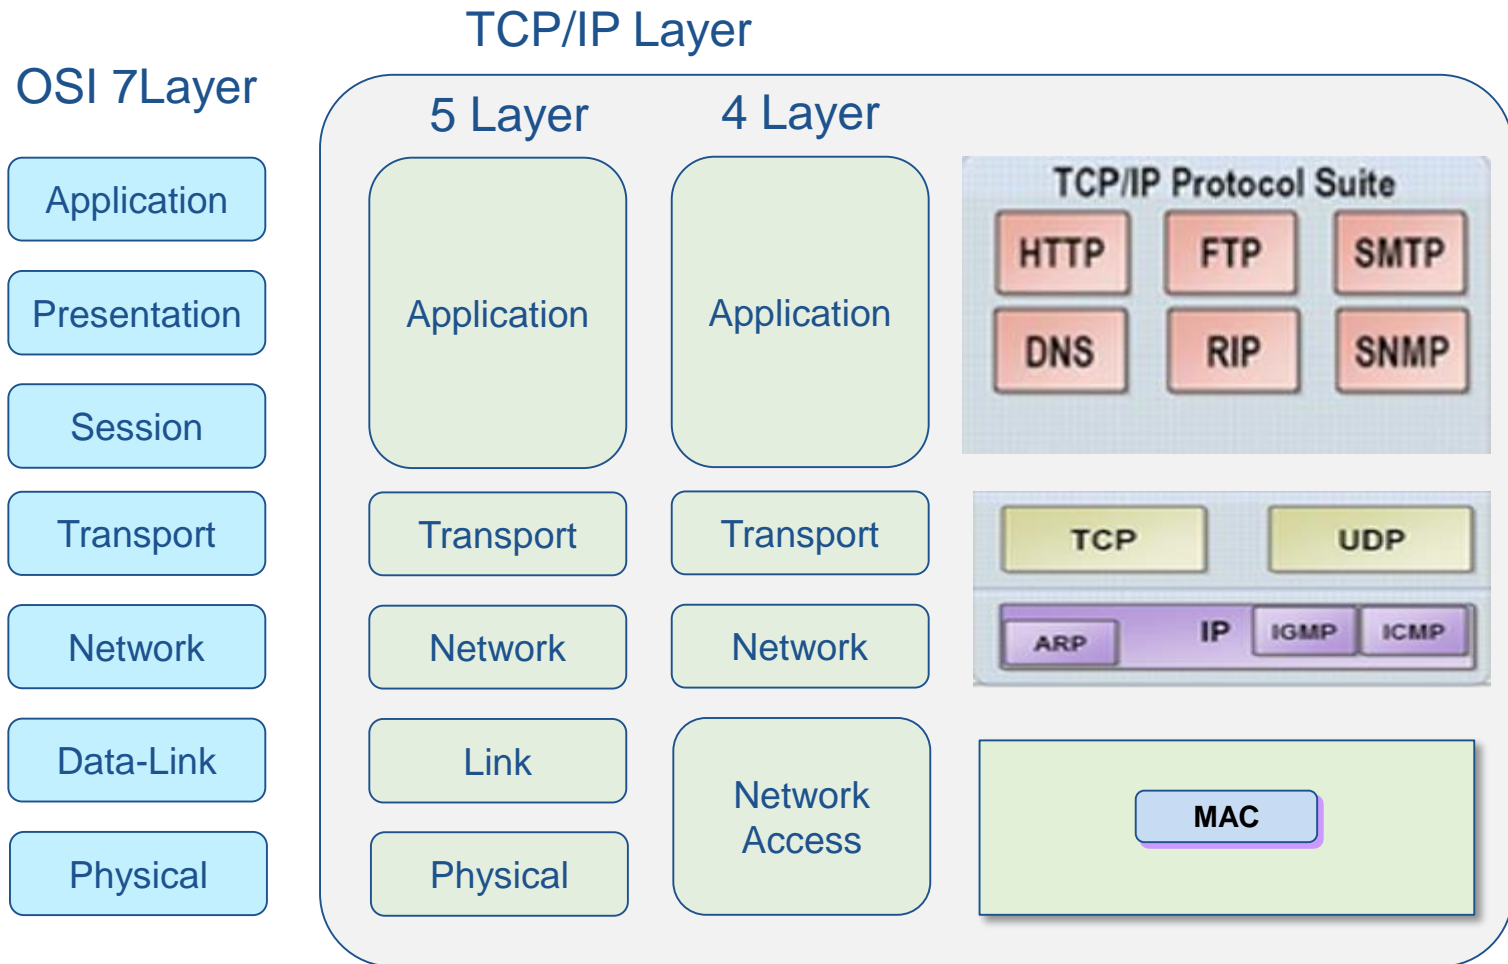 TCP/IP Layer
OSI 7Layer
5 Layer
4 Layer
Application
Presentation
Session
Transport
Network
Data-Link
Physical
Application
Transport
Network
Link
Physical
Application
Transport
Network
Network
Access
TCP/IP Protocol Suite
HTTP FTP SMTP
DNS RIP SNMP
TCP UDP
ARP IP IGMP ICMP
MAC